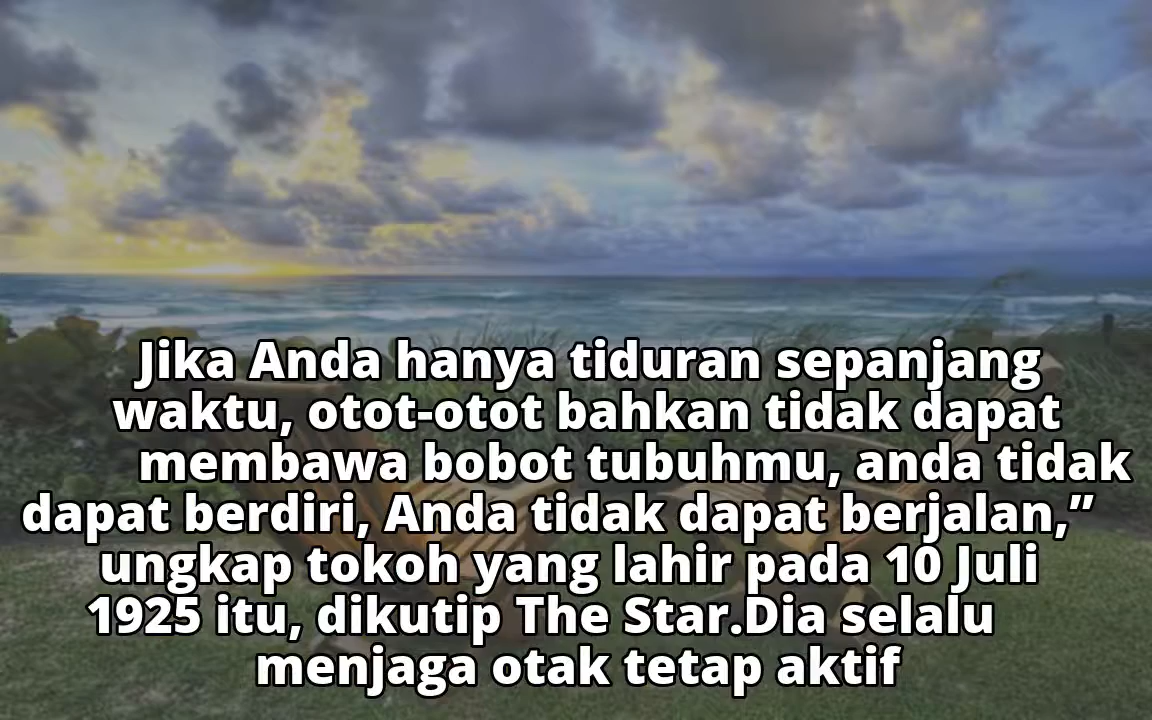 Jika Anda hanya tiduran sepanjang
waktu, otot-otot bahkan tidak dapat
membawa bobot tubuhmu, anda tidak
dapat berdiri, Anda tidak dapat berjalan,”
ungkap tokoh yang lahir pada 10 Juli
1925 itu, dikutip The Star.Dia selalu
menjaga otak tetap aktif